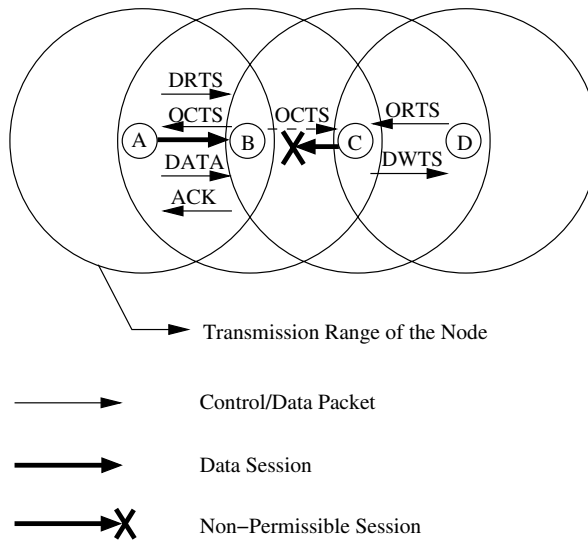 DRTS
OCTS OCTS ORTS
A B C D
DATA DWTS
ACK
Transmission Range of the Node
Control/Data Packet
Data Session
Non-Permissible Session